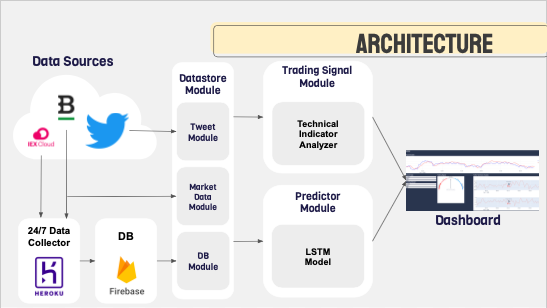 ARCHITECTURE
Data Sources
B
IEX Cloud
Datastore
Module
Tweet
Module
Market
Data
Module
DB
Module
Trading Signal
Module
Technical
Indicator
Analyzer
Predictor
Module
LSTM
Model
Dashboard
24/7 Data
Collector
HEROKU
DB
Firebase